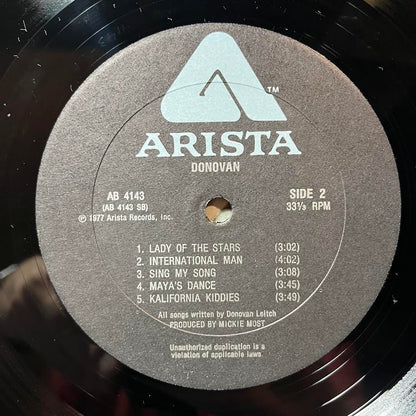 ™
ARISTA
DONOVAN
AB 4143
(AB 4143 SB)
℗ 1977 Arista Records, Inc.
SIDE 2
33⅓ RPM
1. LADY OF THE STARS (3:02)
2. INTERNATIONAL MAN (4:02)
3. SING MY SONG (3:08)
4. MAYA'S DANCE (3:45)
5. KALIFORNIA KIDDIES (3:49)
All songs written by Donovan Leitch
PRODUCED BY MICKIE MOST
Unauthorized duplication is a
violation of applicable laws.